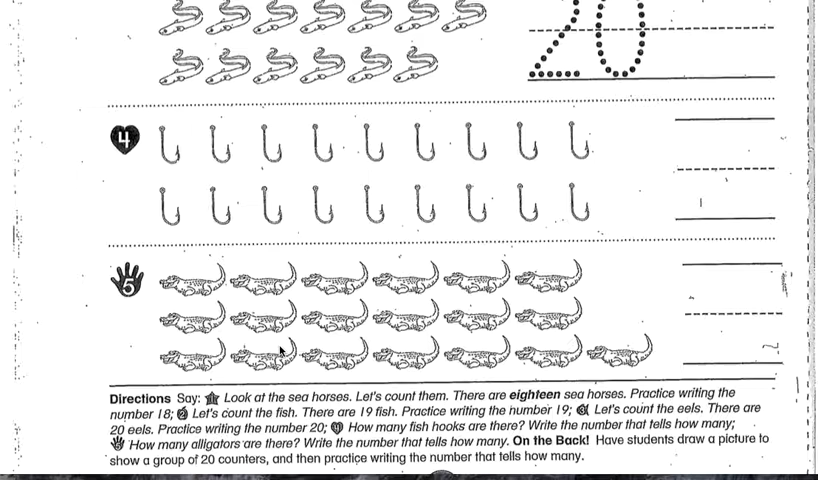 20
4
5
Directions Say: Look at the sea horses. Let's count them. There are eighteen sea horses. Practice writing the
number 18; Let's count the fish. There are 19 fish. Practice writing the number 19; Let's count the eels. There are
20 eels. Practice writing the number 20; How many fish hooks are there? Write the number that tells how many;
How many alligators are there? Write the number that tells how many. On the Back! Have students draw a picture to
show a group of 20 counters, and then practice writing the number that tells how many.